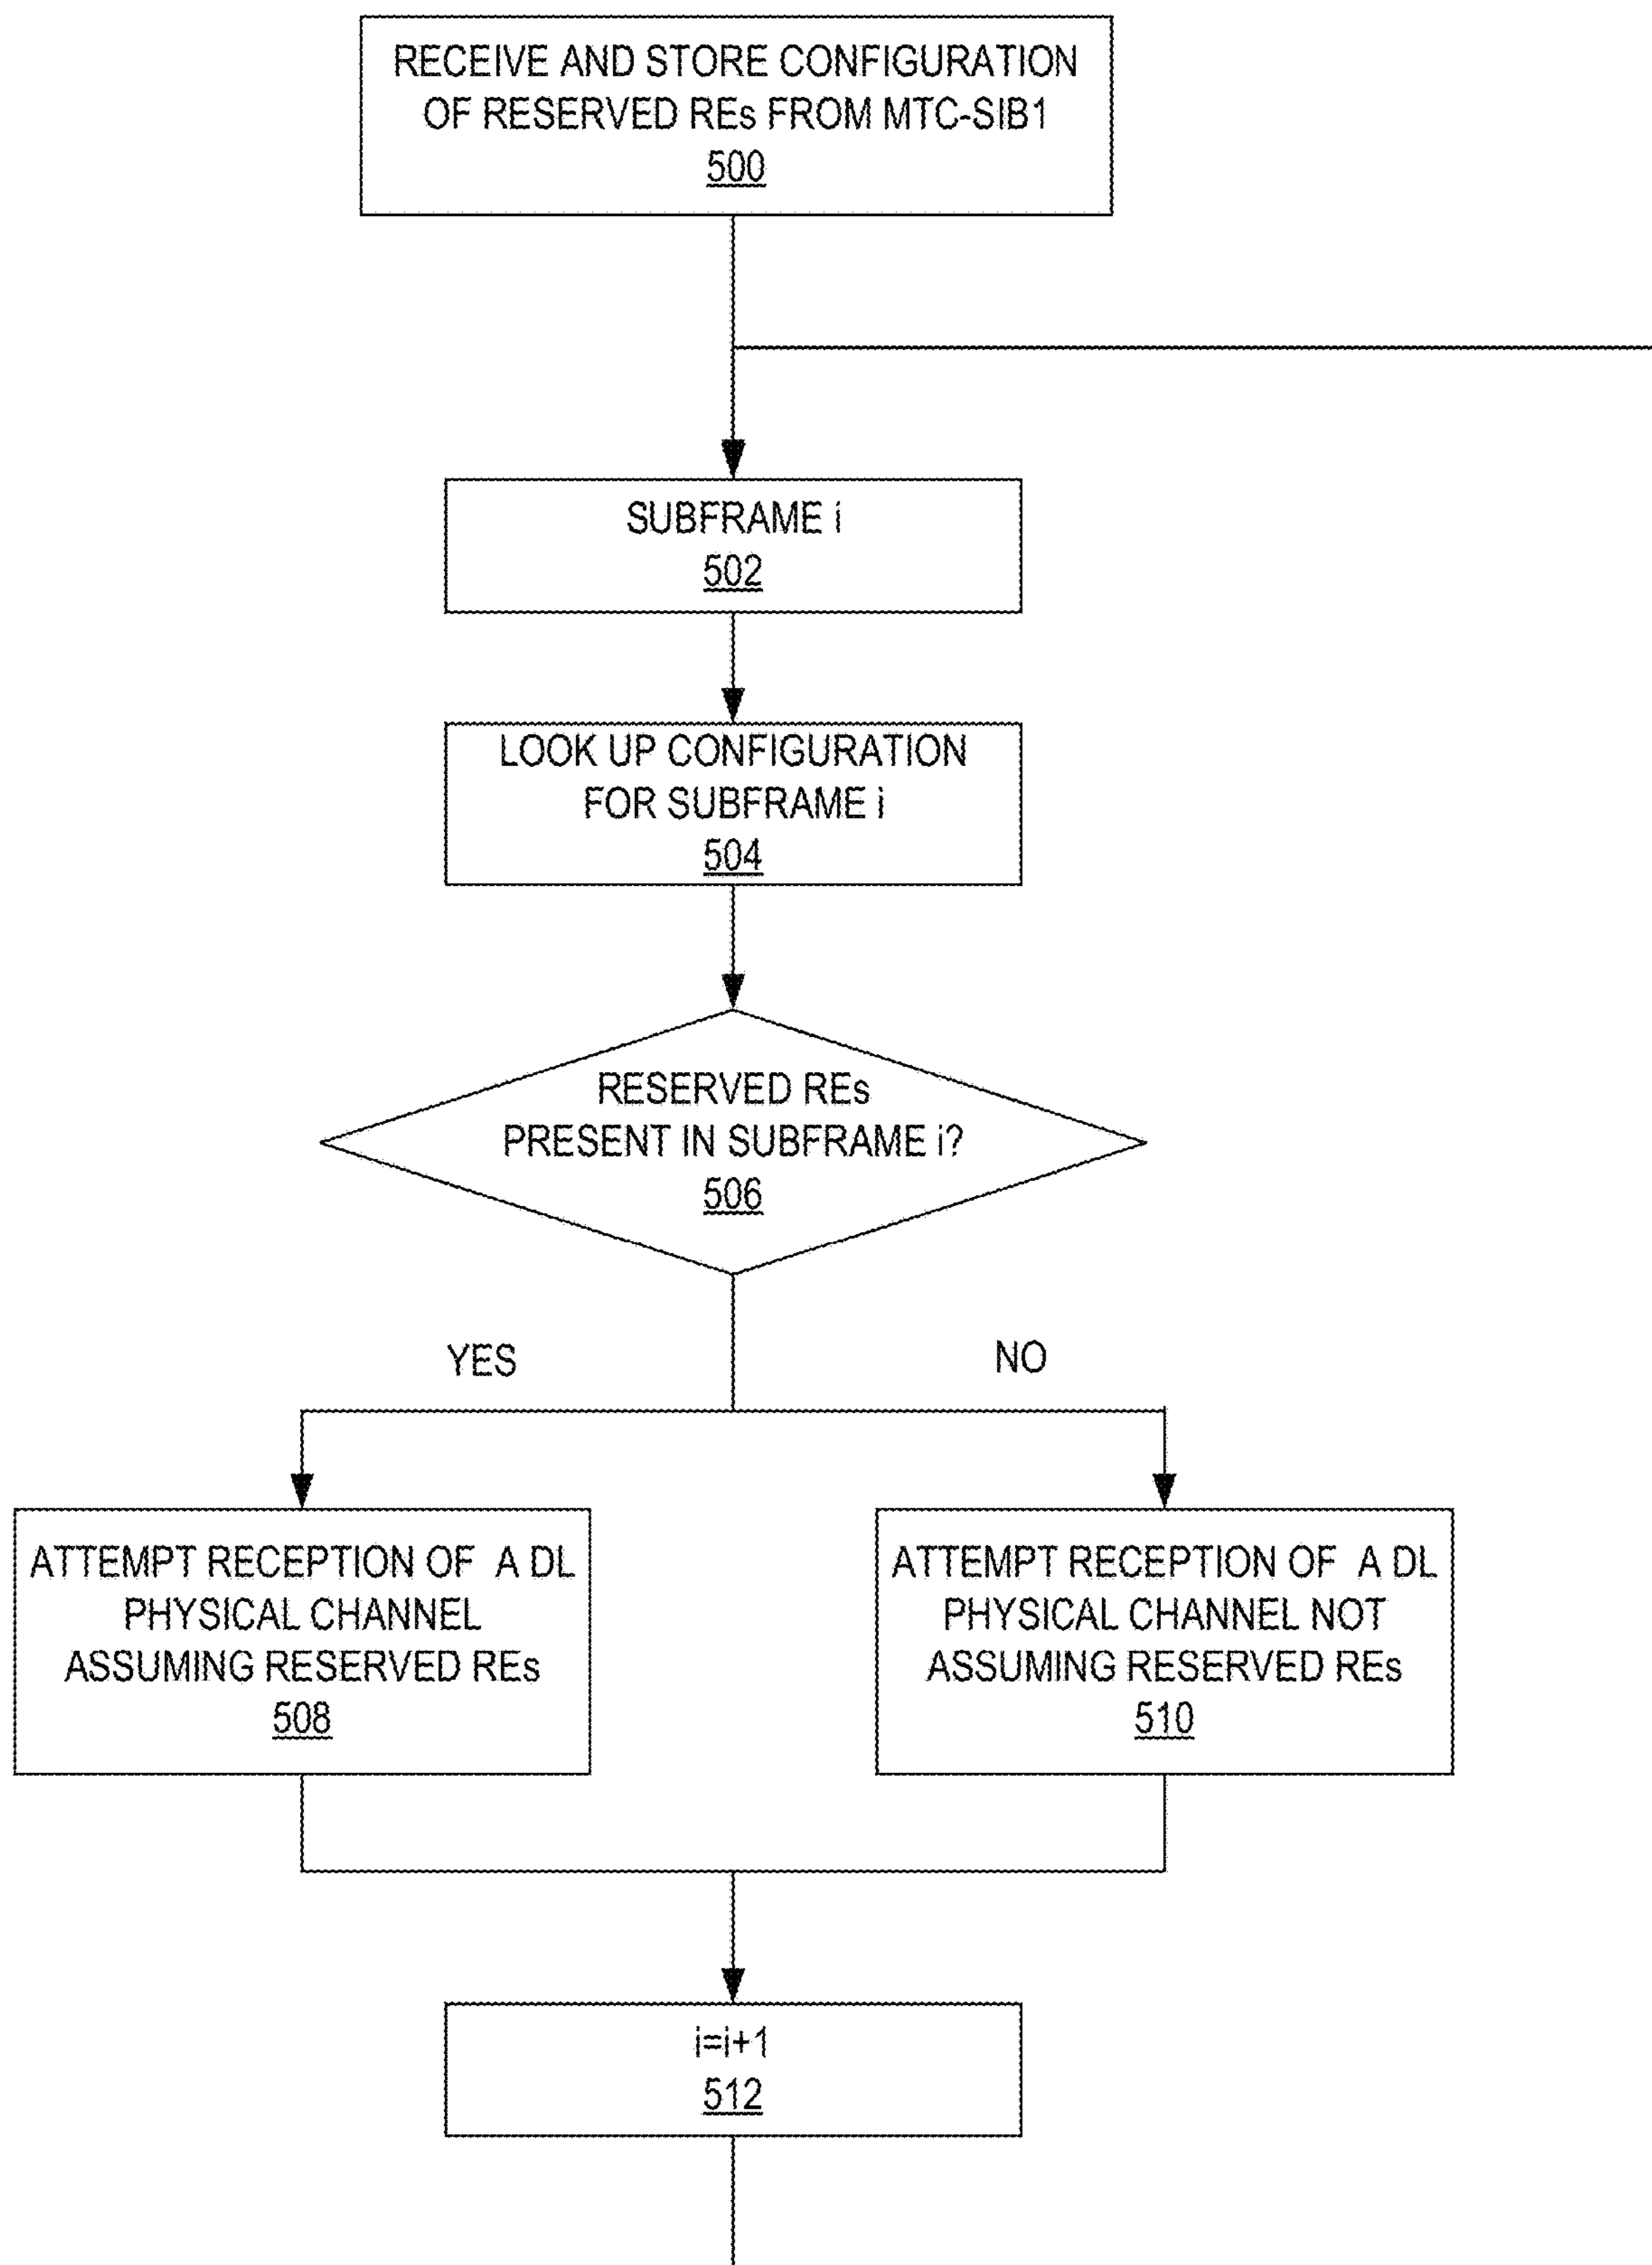 RECEIVE AND STORE CONFIGURATION
OF RESERVED REs FROM MTC-SIB1
500
SUBFRAME i
502
LOOK UP CONFIGURATION
FOR SUBFRAME i
504
RESERVED REs
PRESENT IN SUBFRAME i?
506
YES
NO
ATTEMPT RECEPTION OF A DL
PHYSICAL CHANNEL
ASSUMING RESERVED REs
508
ATTEMPT RECEPTION OF A DL
PHYSICAL CHANNEL NOT
ASSUMING RESERVED REs
510
i=i+1
512